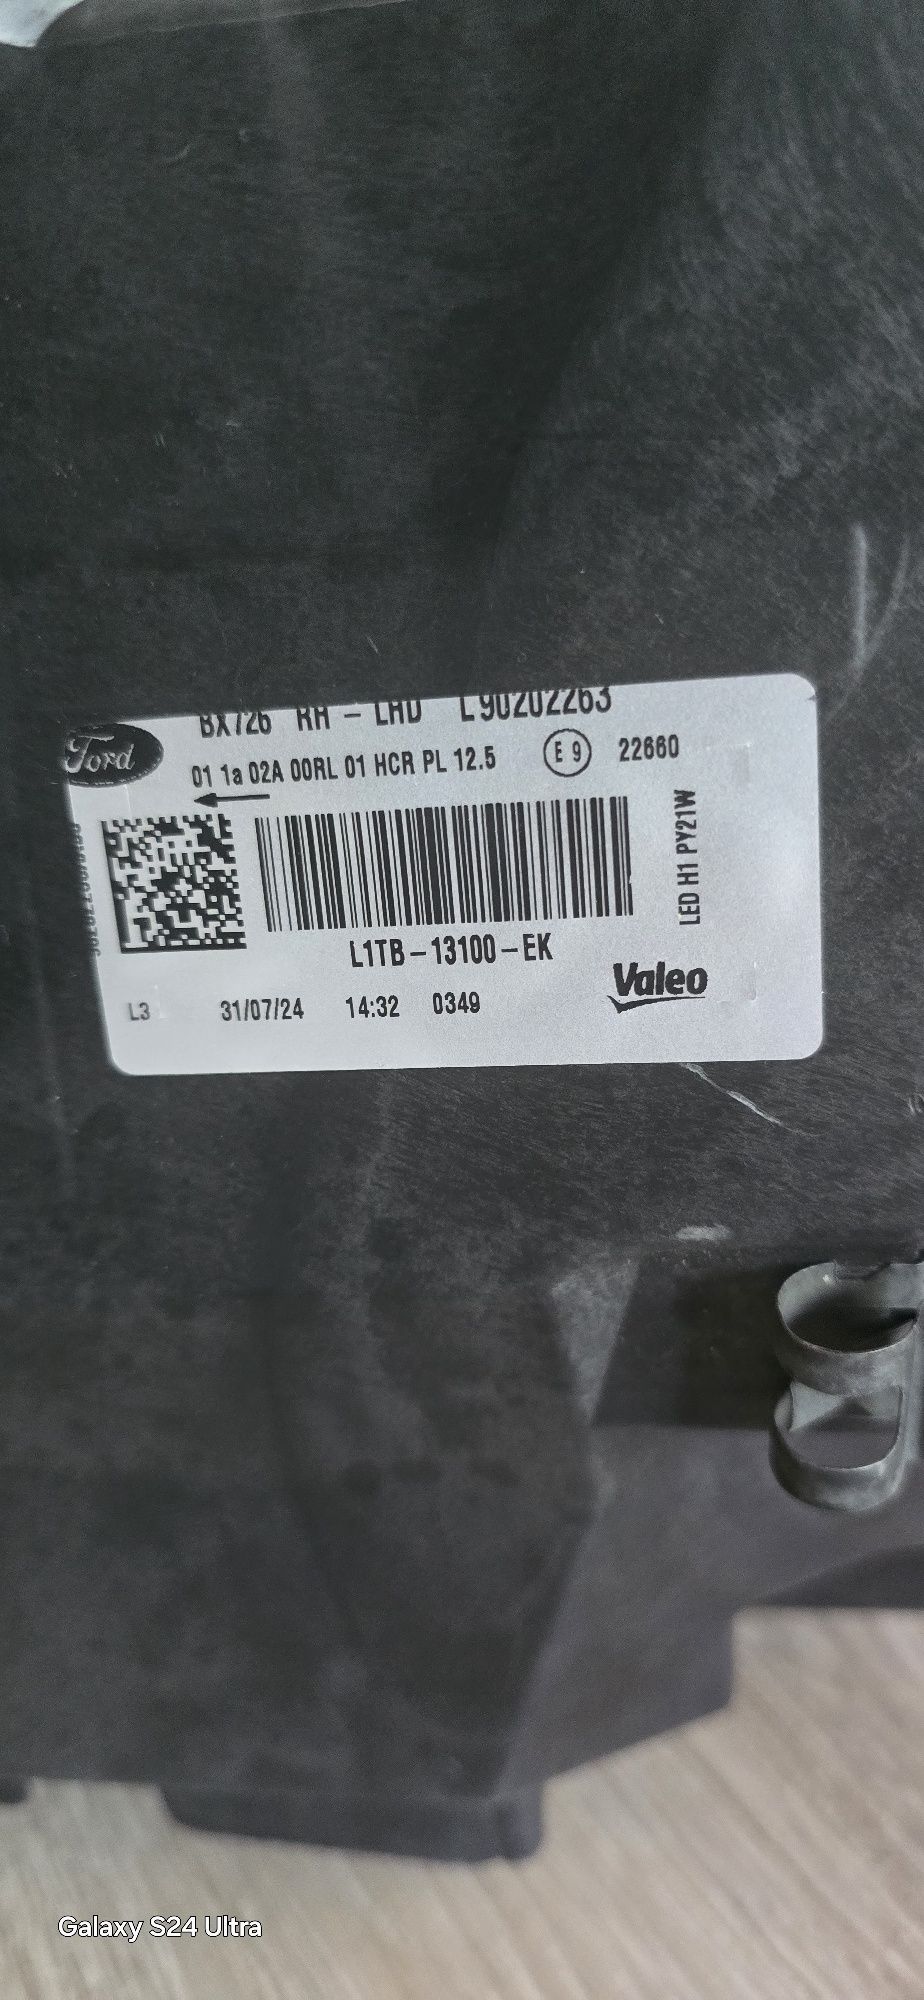 BX726 RH - LHD L90202263
Ford
01 1a 02A 00RL 01 HCR PL 12.5 E 9 22660
LED H1 PY21W
L1TB-13100-EK
Valeo
L3 31/07/24 14:32 0349
Galaxy S24 Ultra